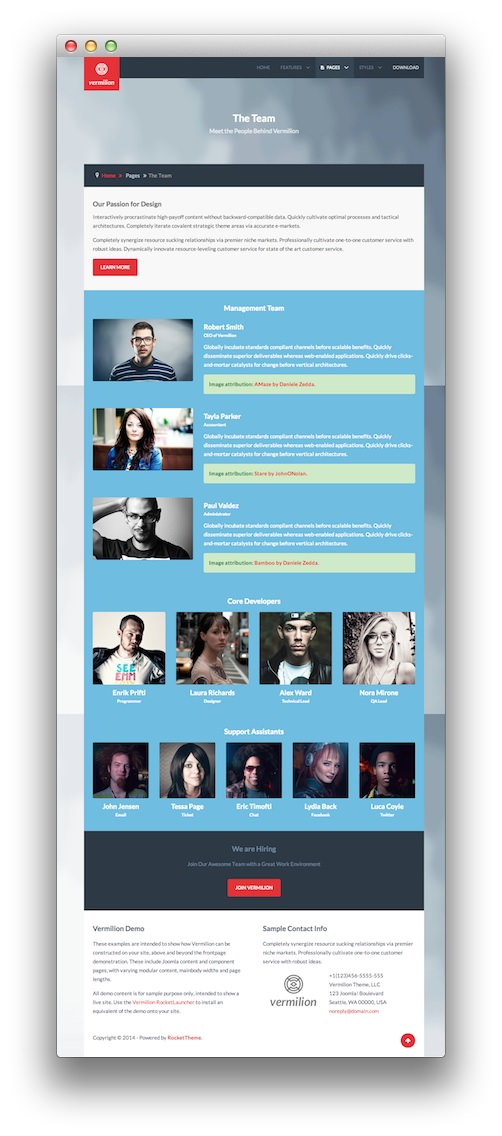 vermilion
HOME FEATURES PAGES STYLES DOWNLOAD
The Team
Meet the People Behind Vermilion
Home » Pages » The Team
Our Passion for Design
Interactively procrastinate high-payoff content without backward-compatible data. Quickly cultivate optimal processes and tactical
architectures. Completely iterate covalent strategic theme areas via accurate e-markets.
Completely synergize resource sucking relationships via premier niche markets. Professionally cultivate one-to-one customer service with
robust ideas. Dynamically innovate resource-leveling customer service for state of the art customer service.
LEARN MORE
Management Team
Robert Smith
CEO of Vermilion
Globally incubate standards compliant channels before scalable benefits. Quickly
disseminate superior deliverables whereas web-enabled applications. Quickly drive clicks-
and-mortar catalysts for change before vertical architectures.
Image attribution: AMaze by Daniele Zedda.
Tayla Parker
Accountant
Globally incubate standards compliant channels before scalable benefits. Quickly
disseminate superior deliverables whereas web-enabled applications. Quickly drive clicks-
and-mortar catalysts for change before vertical architectures.
Image attribution: Stare by JohnONolan.
Paul Valdez
Administrator
Globally incubate standards compliant channels before scalable benefits. Quickly
disseminate superior deliverables whereas web-enabled applications. Quickly drive clicks-
and-mortar catalysts for change before vertical architectures.
Image attribution: Bamboo by Daniele Zedda.
Core Developers
SEE
EMM
Enrik Prifti Laura Richards Alex Ward Nora Mirone
Programmer Designer Technical Lead QA Lead
Support Assistants
John Jensen Tessa Page Eric Timofti Lydia Back Luca Coyle
Email Ticket Chat Facebook Twitter
We are Hiring
Join Our Awesome Team with a Great Work Environment
JOIN VERMILION
Vermilion Demo
These examples are intended to show how Vermilion can be
constructed on your site, above and beyond the frontpage
demonstration. These include Joomla content and component
pages, with varying modular content, mainbody widths and page
lengths.
All demo content is for sample purpose only, intended to show a
live site. Use the Vermilion RocketLauncher to install an
equivalent of the demo onto your site.
Sample Contact Info
Completely synergize resource sucking relationships via premier
niche markets. Professionally cultivate one-to-one customer
service with robust ideas.
vermilion
+1(123)456-5555-555
Vermilion Theme, LLC
123 Joomla! Boulevard
Seattle, WA 00000, USA
noreply@domain.com
Copyright © 2014 - Powered by RocketTheme.